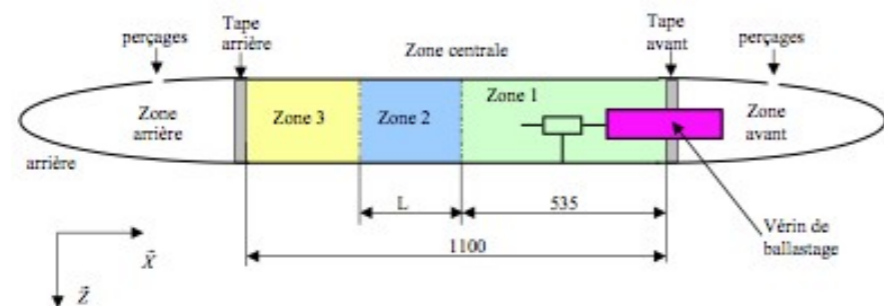 perçages
Tape
arrière
Zone centrale
Tape
avant
perçages
Zone
arrière
Zone 3
Zone 2
Zone 1
Zone
avant
arrière
L
535
1100
Vérin de
ballastage
X
Z